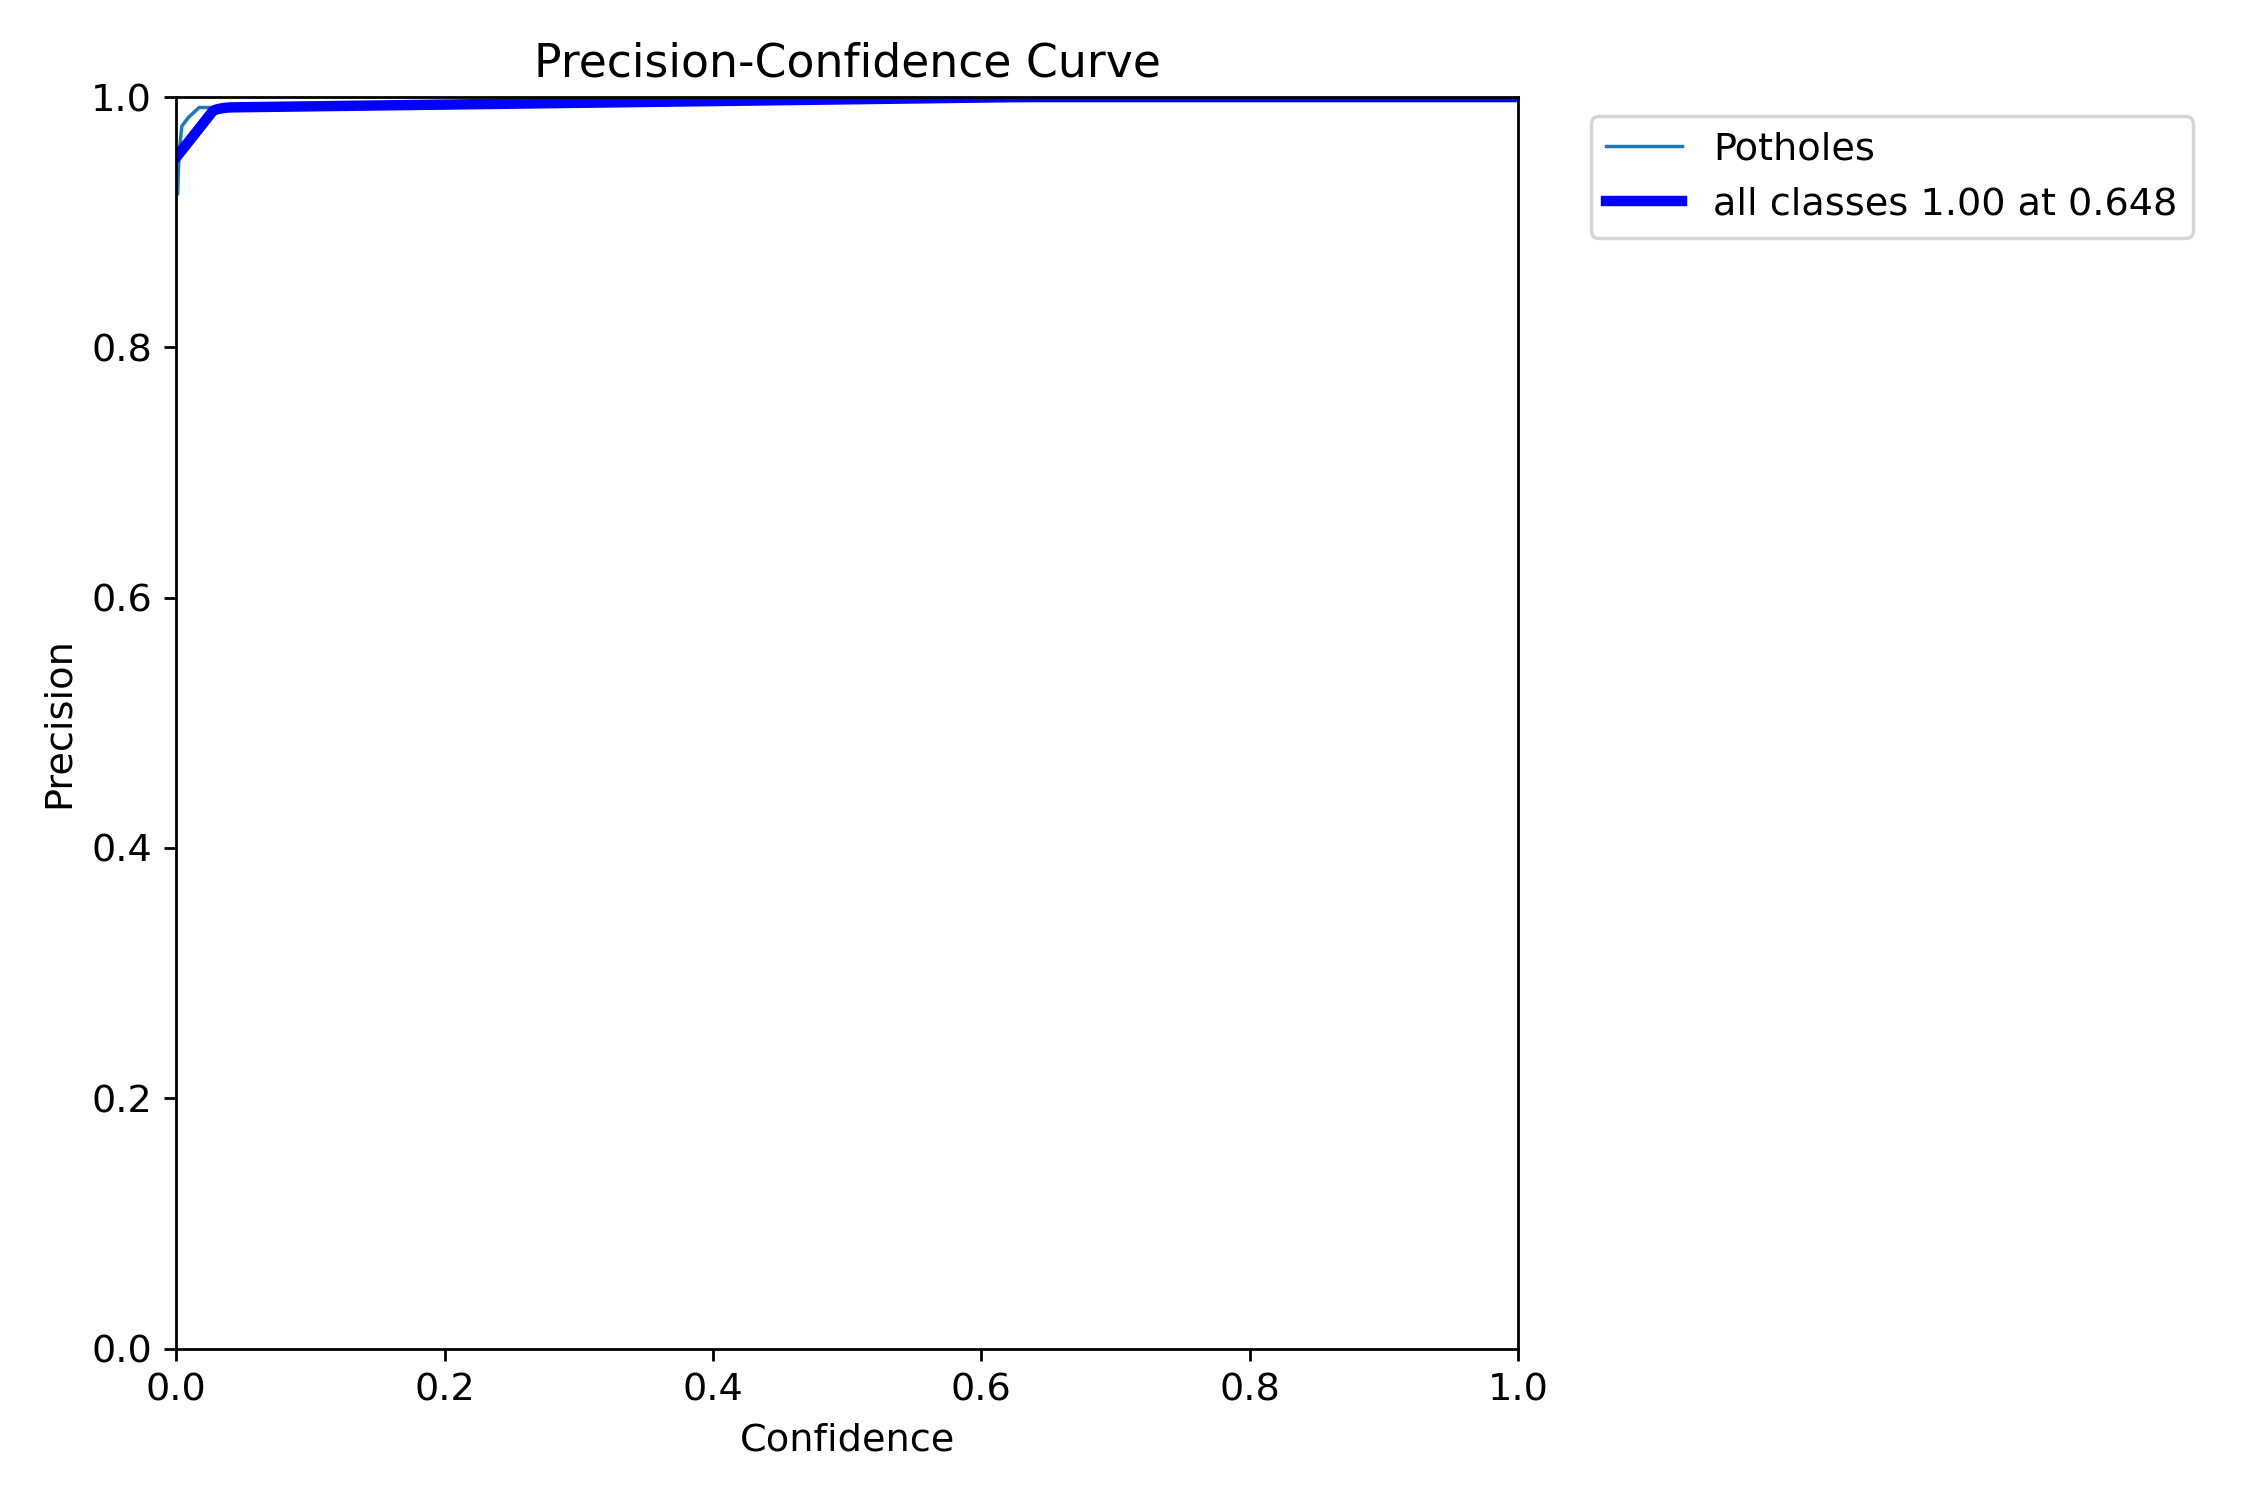 Precision-Confidence Curve
1.0
0.8
0.6
0.4
0.2
0.0
Precision
0.0 0.2 0.4 0.6 0.8 1.0
Confidence
Potholes
all classes 1.00 at 0.648